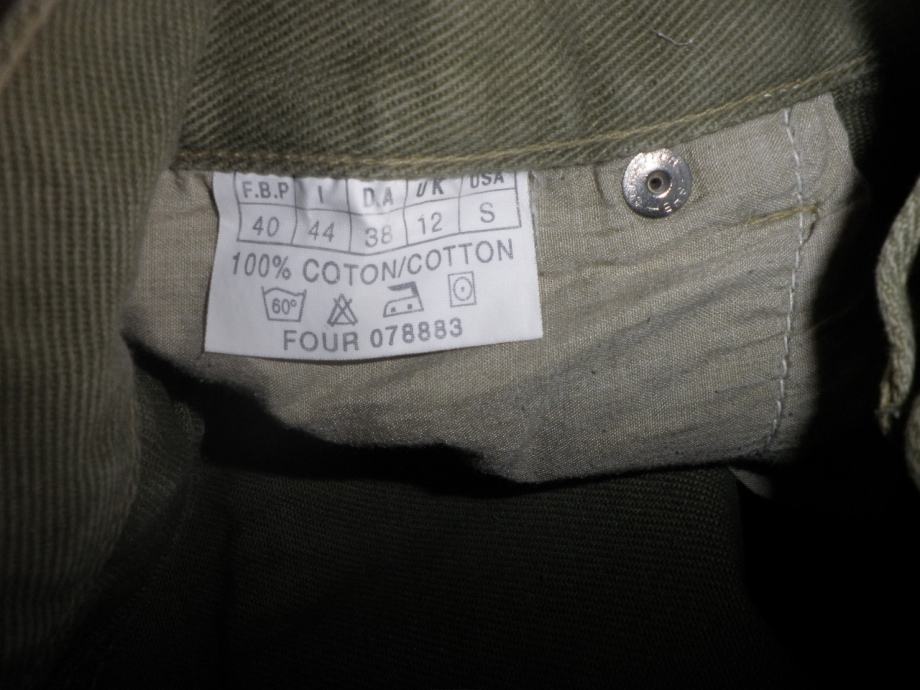 F.B.P I D.A UK USA
40 44 38 12 S
100% COTON/COTTON
60°
FOUR 078883